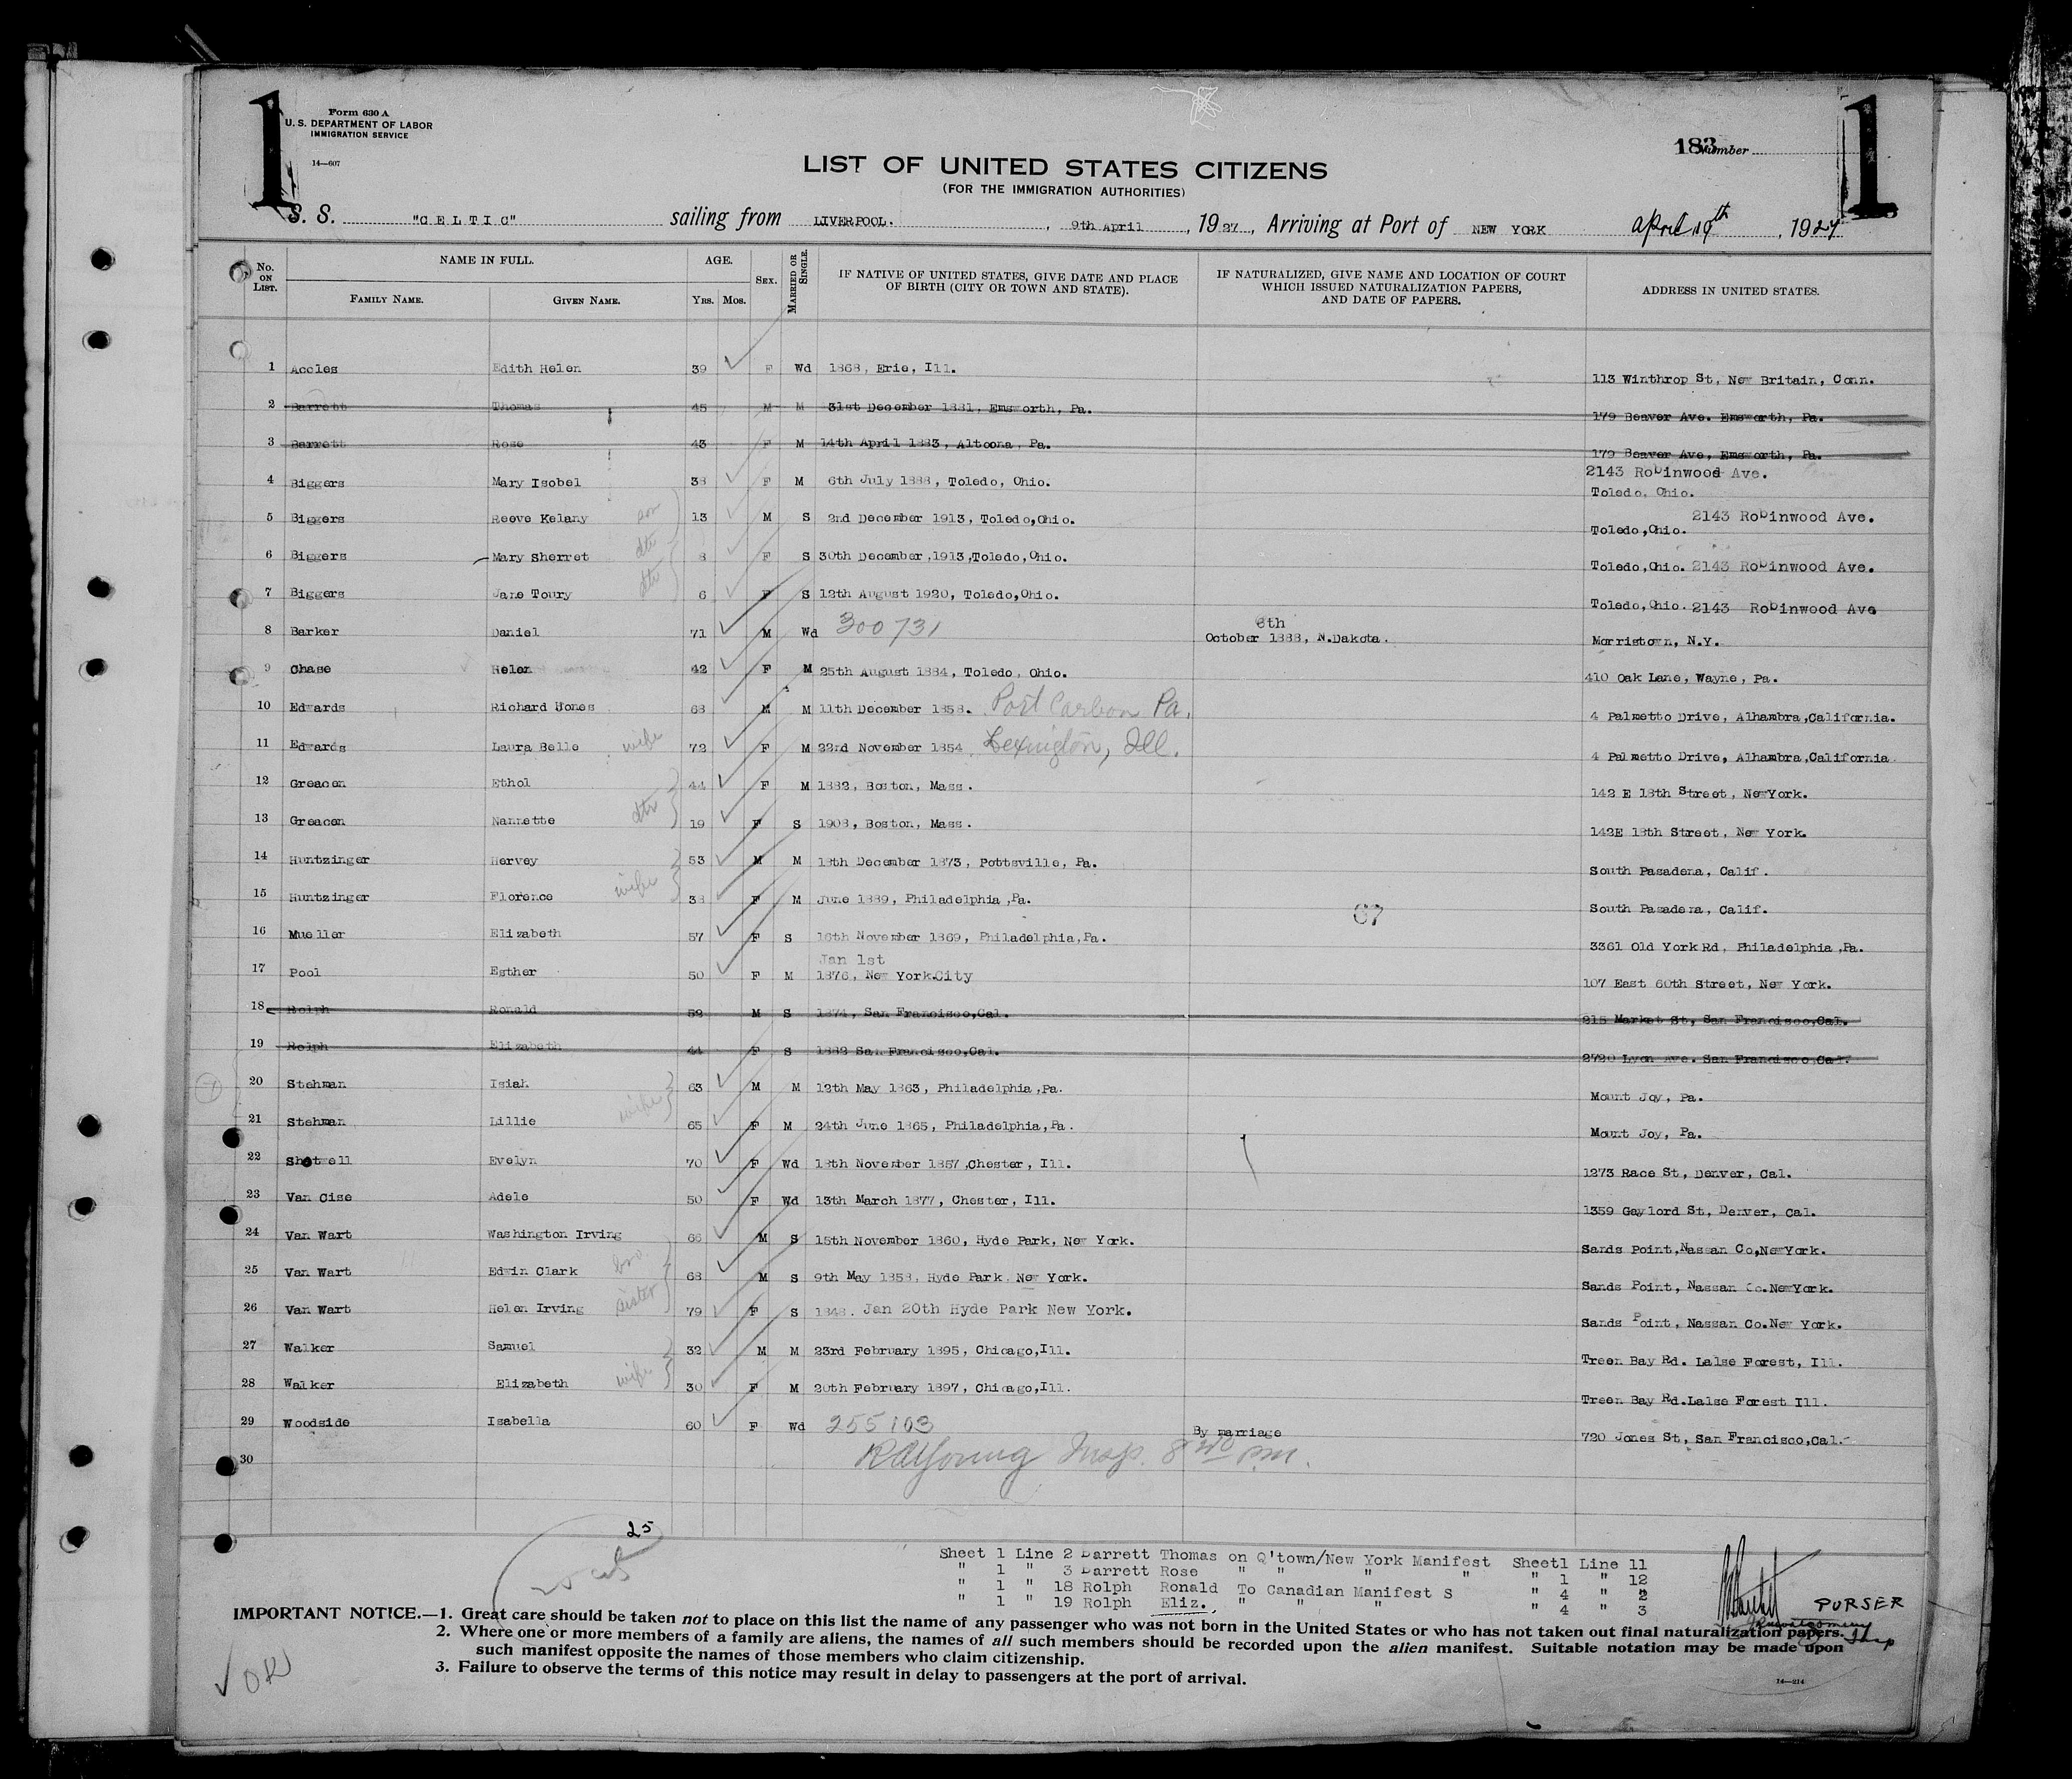 1 1
Form 630 A
U. S. DEPARTMENT OF LABOR
IMMIGRATION SERVICE
14—607
183 Number
LIST OF UNITED STATES CITIZENS
(FOR THE IMMIGRATION AUTHORITIES)
S. S. "CELTIC" sailing from LIVERPOOL. , 9th April , 1927 , Arriving at Port of NEW YORK April 19th , 1927
No. ON LIST. NAME IN FULL. FAMILY NAME. GIVEN NAME. AGE. YRS. MOS. SEX. MARRIED OR SINGLE. IF NATIVE OF UNITED STATES, GIVE DATE AND PLACE OF BIRTH (CITY OR TOWN AND STATE). IF NATURALIZED, GIVE NAME AND LOCATION OF COURT WHICH ISSUED NATURALIZATION PAPERS, AND DATE OF PAPERS. ADDRESS IN UNITED STATES.
1 Accles Edith Helen 39 F Wd 1868, Erie, Ill. 113 Winthrop St, New Britain, Conn.
2 Barrett Thomas 45 M M 31st December 1881, Emsworth, Pa. 179 Beaver Ave. Emsworth, Pa.
3 Barrett Rose 43 F M 14th April 1883, Altoona, Pa. 179 Beaver Ave, Emsworth, Pa.
4 Biggers Mary Isobel 38 F M 6th July 1888, Toledo, Ohio. 2143 Robinwood Ave. Toledo, Ohio.
5 Biggers Reeve Kelany son 13 M S 2nd December 1913, Toledo,Ohio. 2143 Robinwood Ave. Toledo,Ohio.
6 Biggers Mary Sherret dtr 8 F S 30th December,1913,Toledo,Ohio. Toledo,Ohio. 2143 Robinwood Ave.
7 Biggers Jane Toury dtr 6 F S 12th August 1920, Toledo,Ohio. Toledo,Ohio. 2143 Robinwood Ave
8 Barker Daniel 71 M Wd 300731 6th October 1888, N.Dakota. Morristown, N.Y.
9 Chase Helen 42 F M 25th August 1884, Toledo, Ohio. 410 Oak Lane, Wayne, Pa.
10 Edwards Richard Jones 68 M M 11th December 1858. Port Carbon Pa. 4 Palmetto Drive, Alhambra,California.
11 Edwards Laura Belle wife 72 F M 22nd November 1854. Lexington, Ill. 4 Palmetto Drive, Alhambra,California
12 Greacen Ethol 44 F M 1882, Boston, Mass. 142 E 18th Street, NewYork.
13 Greacen Nannette dtr 19 F S 1908, Boston, Mass. 142E 18th Street, New York.
14 Huntzinger Hervey 53 M M 18th December 1873, Pottsville, Pa. South Pasadena, Calif.
15 Huntzinger Florence wife 38 F M June 1889, Philadelphia,Pa. South Pasadena, Calif.
67
16 Mueller Elizabeth 57 F S 16th November 1869, Philadelphia,Pa. 3361 Old York Rd, Philadelphia,Pa.
17 Pool Esther 50 F M Jan 1st 1876, New York.City 107 East 60th Street, New York.
18 Rolph Ronald 52 M S 1874, San Francisco,Cal. 215 Market St, San Francisco,Cal.
19 Rolph Elizabeth 44 F S 1882 San Francisco,Cal. 2720 Lyon Ave. San Francisco,Cal.
20 Stehman Isiah 63 M M 12th May 1863, Philadelphia,Pa. Mount Joy, Pa.
21 Stehman Lillie wife 65 F M 24th June 1865, Philadelphia,Pa. Mount Joy, Pa.
22 Shotwell Evelyn 70 F Wd 18th November 1857,Chester, Ill. 1273 Race St, Denver, Cal.
23 Van Cise Adele 50 F Wd 13th March 1877, Chester, Ill. 1359 Gaylord St, Denver, Cal.
24 Van Wart Washington Irving 66 M S 15th November 1860, Hyde Park, New York. Sands Point,Nassan Co,NewYork.
25 Van Wart Edwin Clark bro. 68 M S 9th May 1858, Hyde Park, New York. Sands Point, Nassan Co.NewYork.
26 Van Wart Helen Irving sister 79 F S 1848. Jan 20th Hyde Park New York. Sands Point, Nassan Co.New York.
27 Walker Samuel 32 M M 23rd February 1895, Chicago,Ill. Treen Bay Rd. Lalse Forest, Ill.
28 Walker Elizabeth wife 30 F M 20th February 1897, Chicago,Ill. Treen Bay Rd.Lalse Forest Ill.
29 Woodside Isabella 60 F Wd 255103 By marriage 720 Jones St, San Francisco,Cal.
30 Insp. 8 P.M.
25
Sheet 1 Line 2 Barrett Thomas on Q'town/New York Manifest Sheet1 Line 11
" 1 " 3 Barrett Rose " " " " " 1 " 12
" 1 " 18 Rolph Ronald To Canadian Manifest S " 4 " 2
" 1 " 19 Rolph Eliz. " " " " 4 " 3
PURSER
IMPORTANT NOTICE.—1. Great care should be taken not to place on this list the name of any passenger who was not born in the United States or who has not taken out final naturalization papers.
2. Where one or more members of a family are aliens, the names of all such members should be recorded upon the alien manifest. Suitable notation may be made upon
such manifest opposite the names of those members who claim citizenship.
3. Failure to observe the terms of this notice may result in delay to passengers at the port of arrival.
OK
14—214